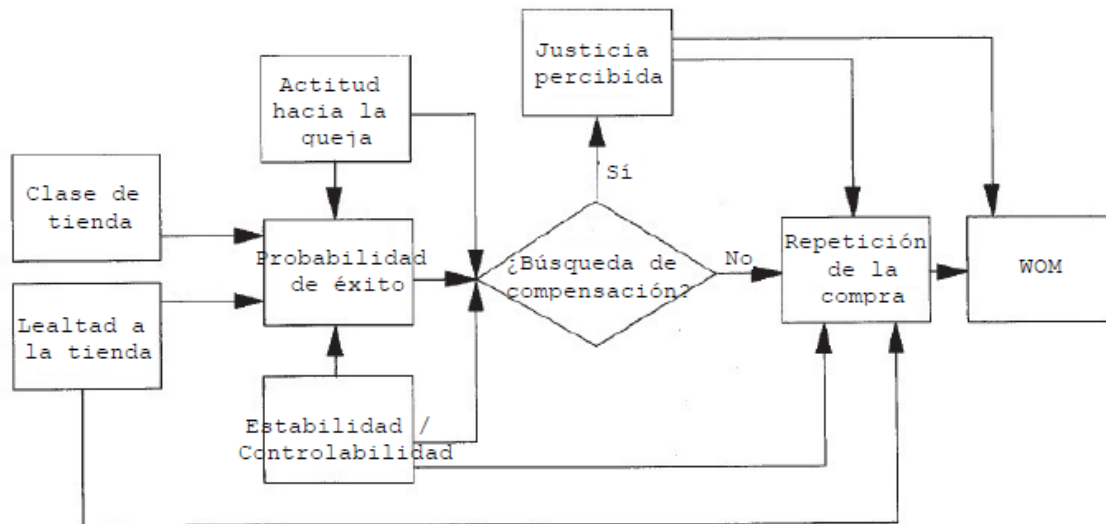 Justicia
percibida
Actitud
hacia la
queja
Sí
Clase de
tienda
Probabilidad
de éxito
¿Búsqueda de
compensación?
No
Repetición
de la
compra
WOM
Lealtad a
la tienda
Estabilidad /
Controlabilidad